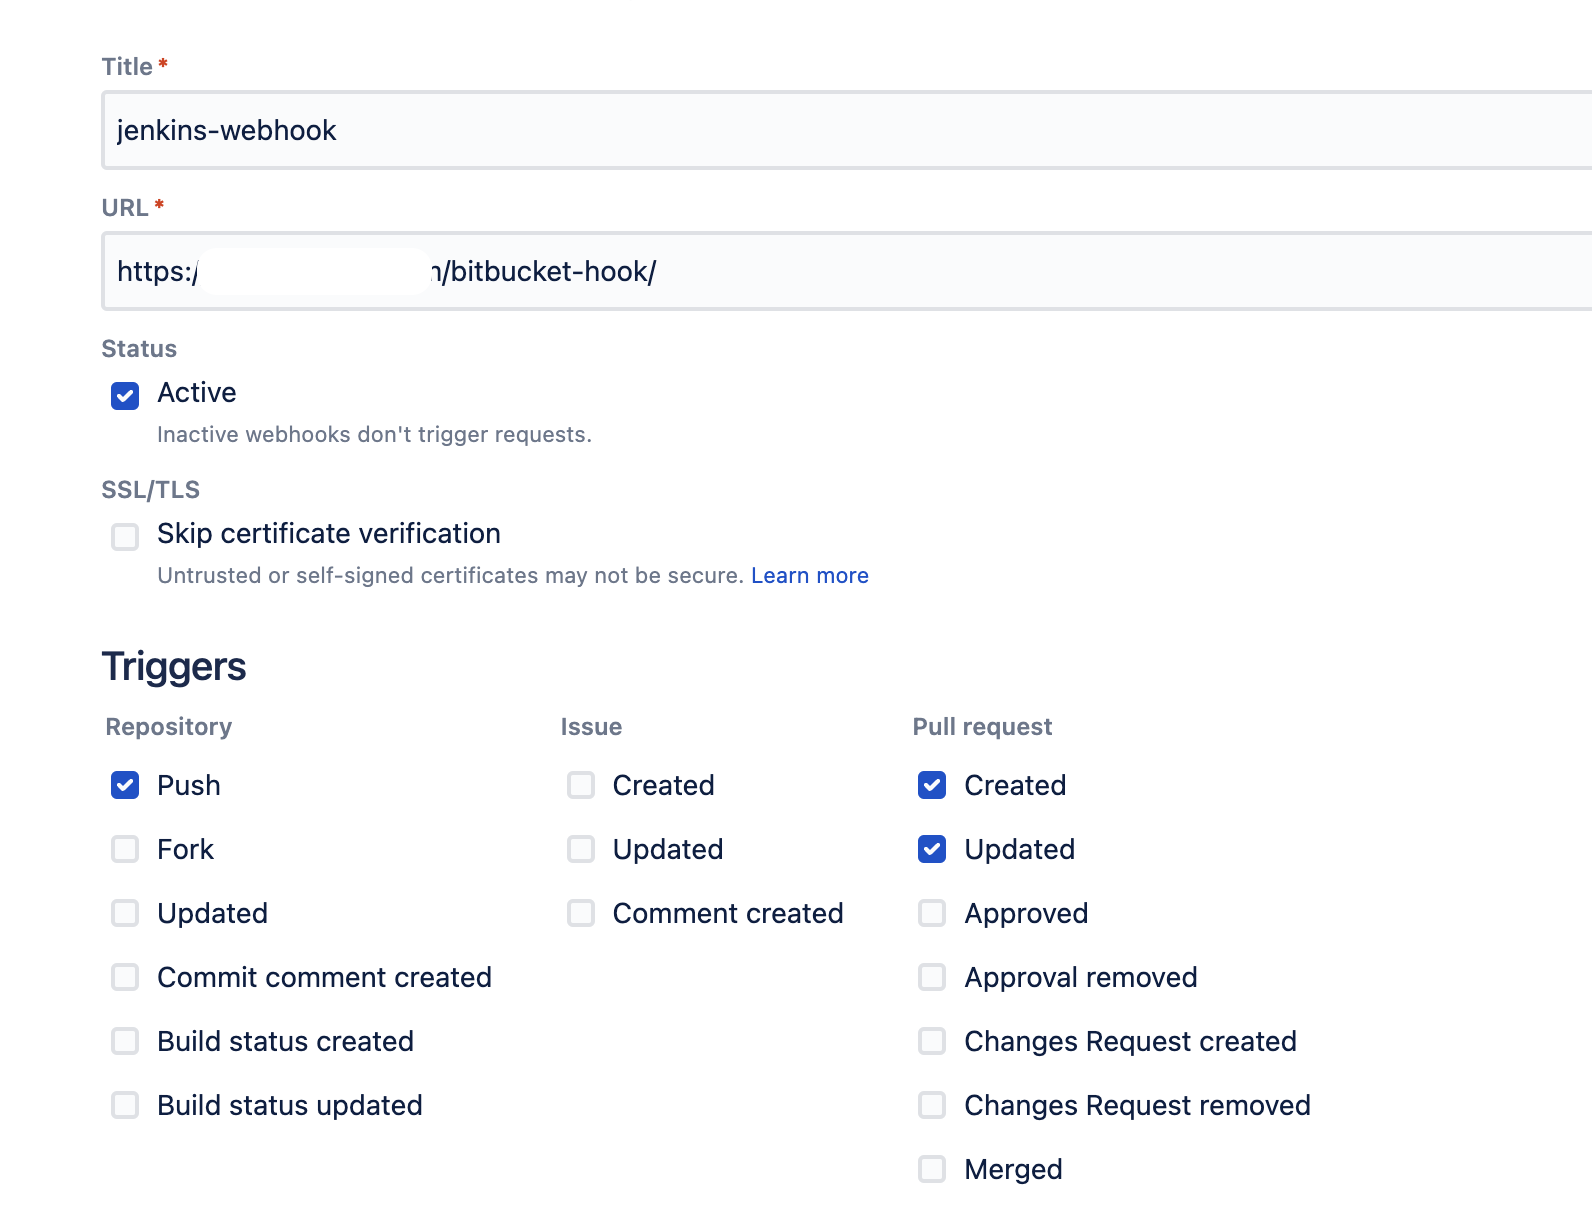 Title *
jenkins-webhook
URL *
https:/ /bitbucket-hook/
Status
Active
Inactive webhooks don't trigger requests.
SSL/TLS
Skip certificate verification
Untrusted or self-signed certificates may not be secure. Learn more
Triggers
Repository
Push
Fork
Updated
Commit comment created
Build status created
Build status updated
Issue
Created
Updated
Comment created
Pull request
Created
Updated
Approved
Approval removed
Changes Request created
Changes Request removed
Merged